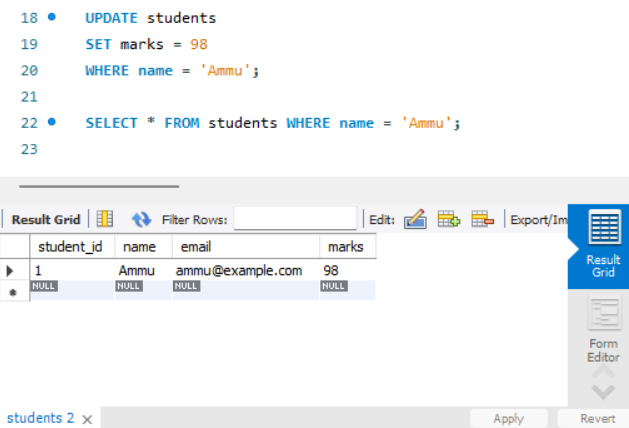 18 UPDATE students
19 SET marks = 98
20 WHERE name = 'Ammu';
21
22 SELECT * FROM students WHERE name = 'Ammu';
23
Result Grid Filter Rows: Edit: Export/Im
student_id name email marks
1 Ammu ammu@example.com 98
NULL NULL NULL NULL
Result
Grid
Form
Editor
students 2 Apply Revert